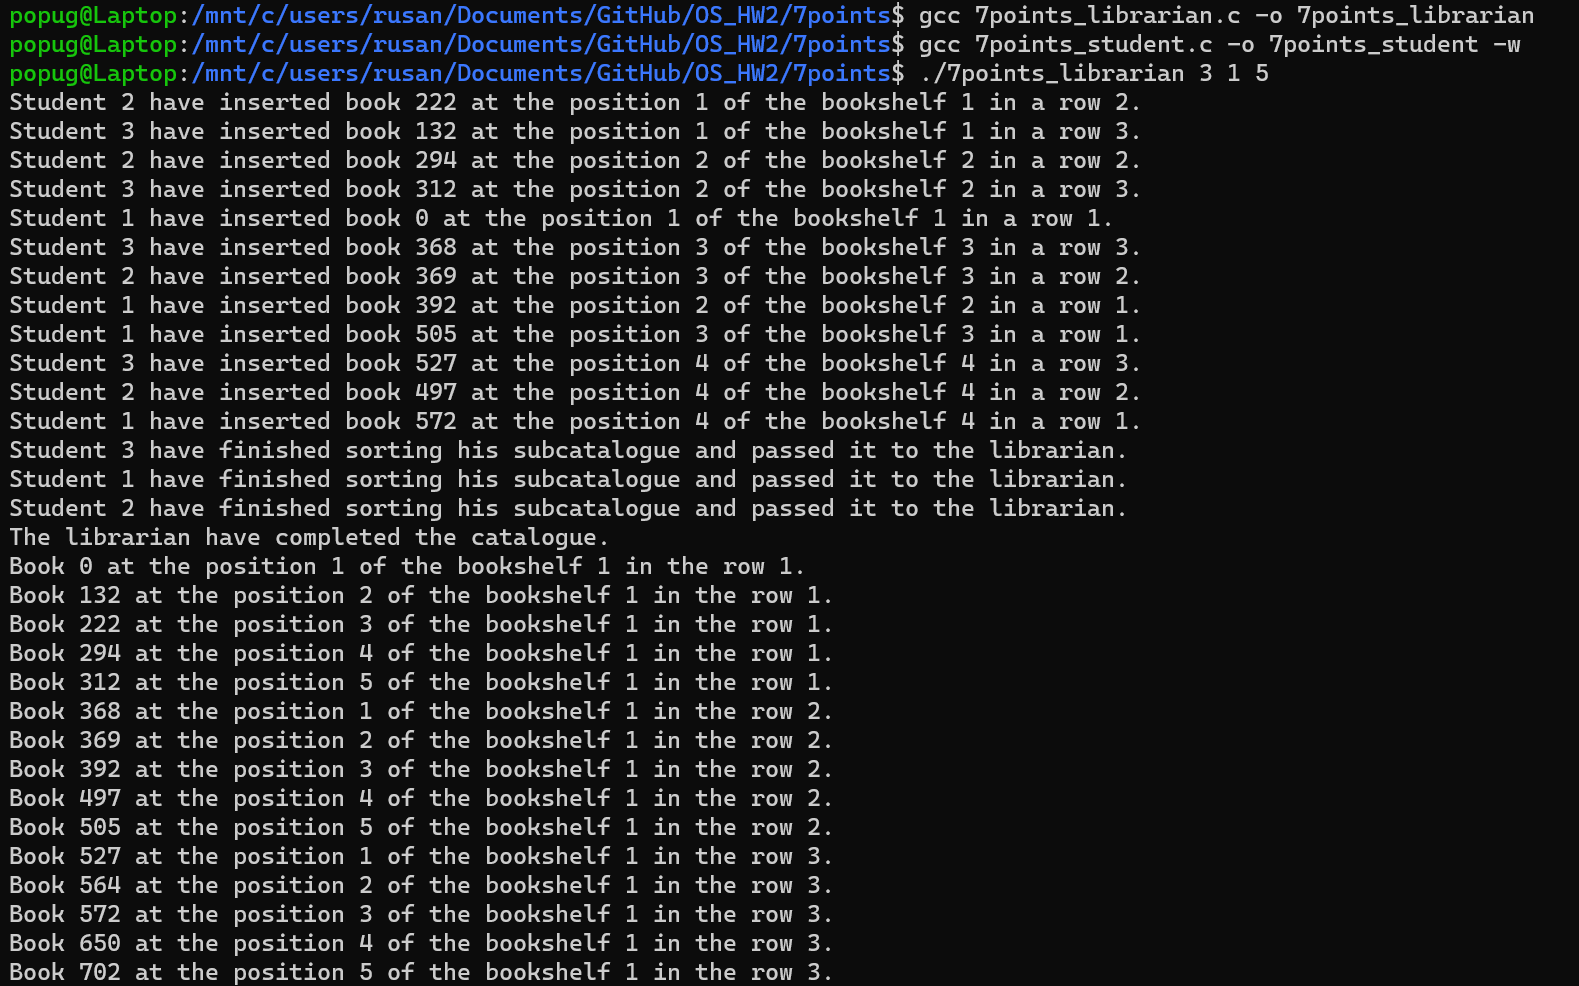 popug@Laptop:/mnt/c/users/rusan/Documents/GitHub/OS_HW2/7points$ gcc 7points_librarian.c -o 7points_librarian
popug@Laptop:/mnt/c/users/rusan/Documents/GitHub/OS_HW2/7points$ gcc 7points_student.c -o 7points_student -w
popug@Laptop:/mnt/c/users/rusan/Documents/GitHub/OS_HW2/7points$ ./7points_librarian 3 1 5
Student 2 have inserted book 222 at the position 1 of the bookshelf 1 in a row 2.
Student 3 have inserted book 132 at the position 1 of the bookshelf 1 in a row 3.
Student 2 have inserted book 294 at the position 2 of the bookshelf 2 in a row 2.
Student 3 have inserted book 312 at the position 2 of the bookshelf 2 in a row 3.
Student 1 have inserted book 0 at the position 1 of the bookshelf 1 in a row 1.
Student 3 have inserted book 368 at the position 3 of the bookshelf 3 in a row 3.
Student 2 have inserted book 369 at the position 3 of the bookshelf 3 in a row 2.
Student 1 have inserted book 392 at the position 2 of the bookshelf 2 in a row 1.
Student 1 have inserted book 505 at the position 3 of the bookshelf 3 in a row 1.
Student 3 have inserted book 527 at the position 4 of the bookshelf 4 in a row 3.
Student 2 have inserted book 497 at the position 4 of the bookshelf 4 in a row 2.
Student 1 have inserted book 572 at the position 4 of the bookshelf 4 in a row 1.
Student 3 have finished sorting his subcatalogue and passed it to the librarian.
Student 1 have finished sorting his subcatalogue and passed it to the librarian.
Student 2 have finished sorting his subcatalogue and passed it to the librarian.
The librarian have completed the catalogue.
Book 0 at the position 1 of the bookshelf 1 in the row 1.
Book 132 at the position 2 of the bookshelf 1 in the row 1.
Book 222 at the position 3 of the bookshelf 1 in the row 1.
Book 294 at the position 4 of the bookshelf 1 in the row 1.
Book 312 at the position 5 of the bookshelf 1 in the row 1.
Book 368 at the position 1 of the bookshelf 1 in the row 2.
Book 369 at the position 2 of the bookshelf 1 in the row 2.
Book 392 at the position 3 of the bookshelf 1 in the row 2.
Book 497 at the position 4 of the bookshelf 1 in the row 2.
Book 505 at the position 5 of the bookshelf 1 in the row 2.
Book 527 at the position 1 of the bookshelf 1 in the row 3.
Book 564 at the position 2 of the bookshelf 1 in the row 3.
Book 572 at the position 3 of the bookshelf 1 in the row 3.
Book 650 at the position 4 of the bookshelf 1 in the row 3.
Book 702 at the position 5 of the bookshelf 1 in the row 3.